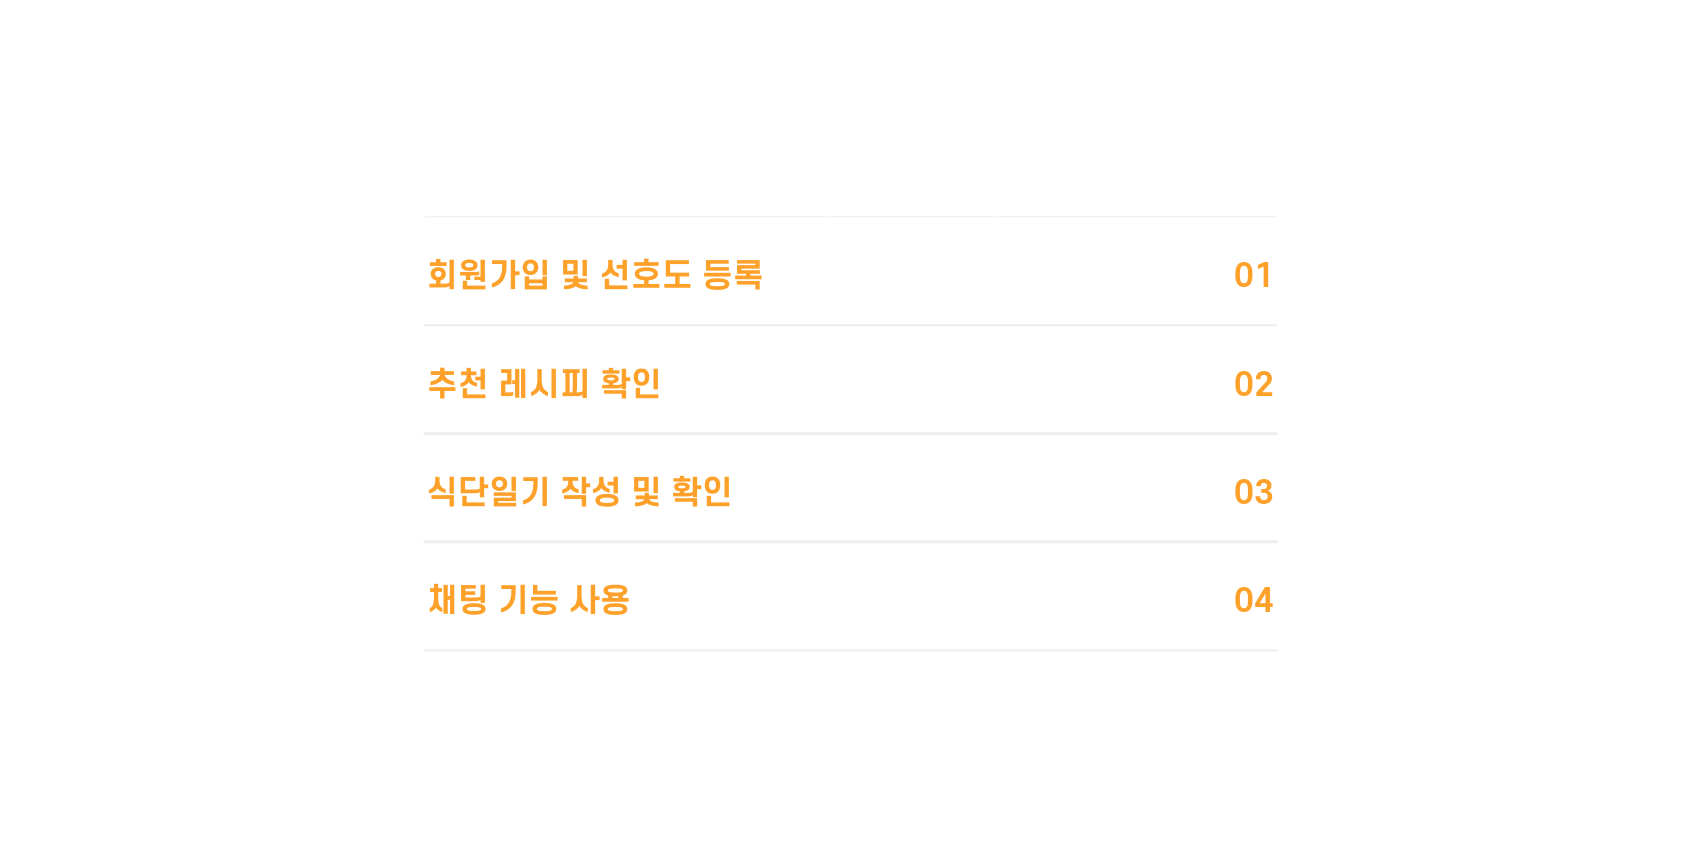 회원가입 및 선호도 등록 01
추천 레시피 확인 02
식단일기 작성 및 확인 03
채팅 기능 사용 04